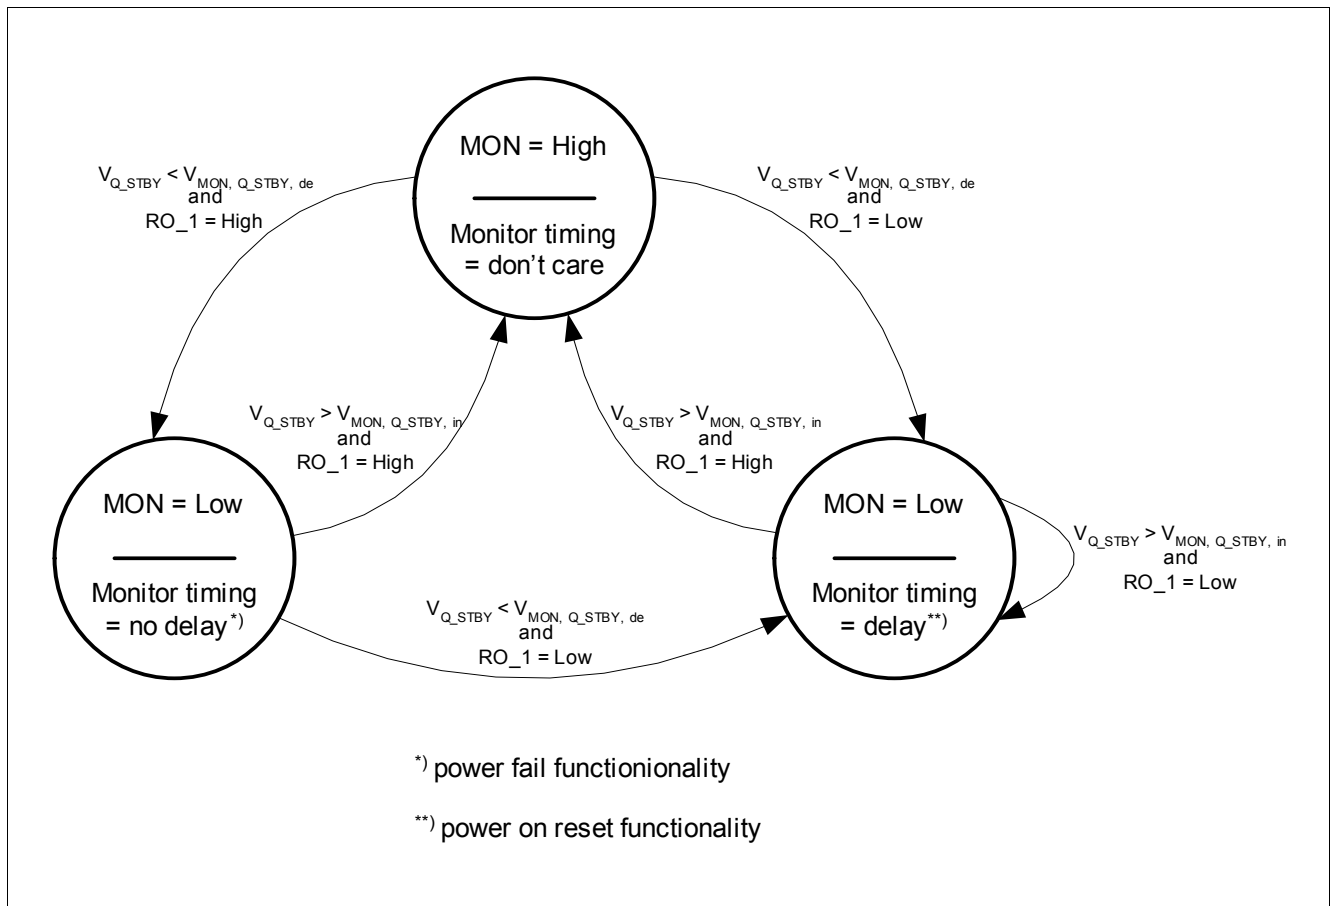 MON = High
Monitor timing
= don't care
V_Q_STBY < V_MON, Q_STBY, de
and
RO_1 = High
V_Q_STBY < V_MON, Q_STBY, de
and
RO_1 = Low
V_Q_STBY > V_MON, Q_STBY, in
and
RO_1 = High
V_Q_STBY > V_MON, Q_STBY, in
and
RO_1 = High
MON = Low
Monitor timing
= no delay*)
MON = Low
Monitor timing
= delay**)
V_Q_STBY > V_MON, Q_STBY, in
and
RO_1 = Low
V_Q_STBY < V_MON, Q_STBY, de
and
RO_1 = Low
*) power fail functionionality
**) power on reset functionality